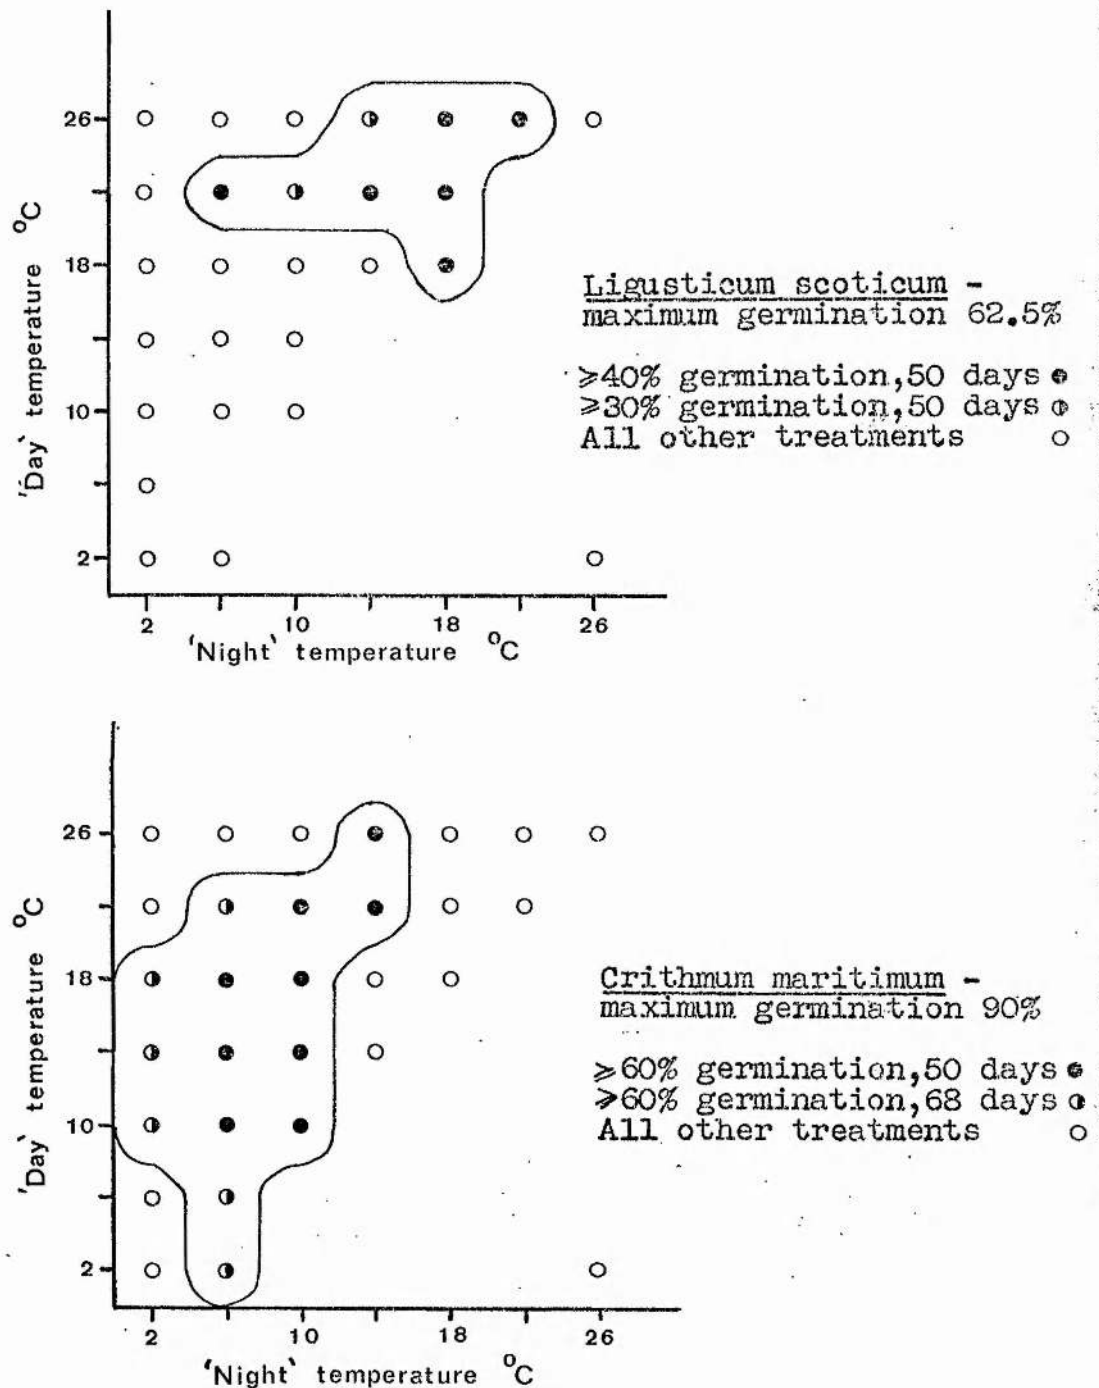 26
18
10
2
'Day' temperature °C
2
10
18
26
'Night' temperature °C
Ligusticum scoticum -
maximum germination 62.5%
⩾40% germination,50 days ●
⩾30% germination,50 days ◑
All other treatments ○
26
18
10
2
'Day' temperature °C
2
10
18
26
'Night' temperature °C
Crithmum maritimum -
maximum germination 90%
⩾60% germination,50 days ●
⩾60% germination,68 days ◑
All other treatments ○